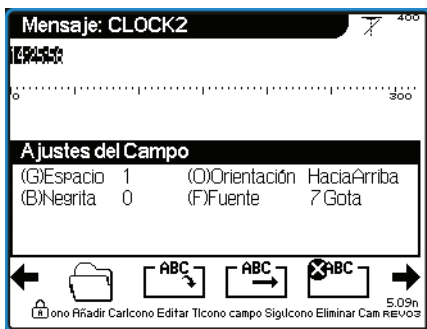 Mensaje: CLOCK2
400
0 300
Ajustes del Campo
(G)Espacio 1 (O)Orientación HaciaArriba
(B)Negrita 0 (F)Fuente 7 Gota
ABC ABC ABC
ono Añadir CarIcono Editar TIcono campo SigIcono Eliminar Cam
5.09n
REVO3